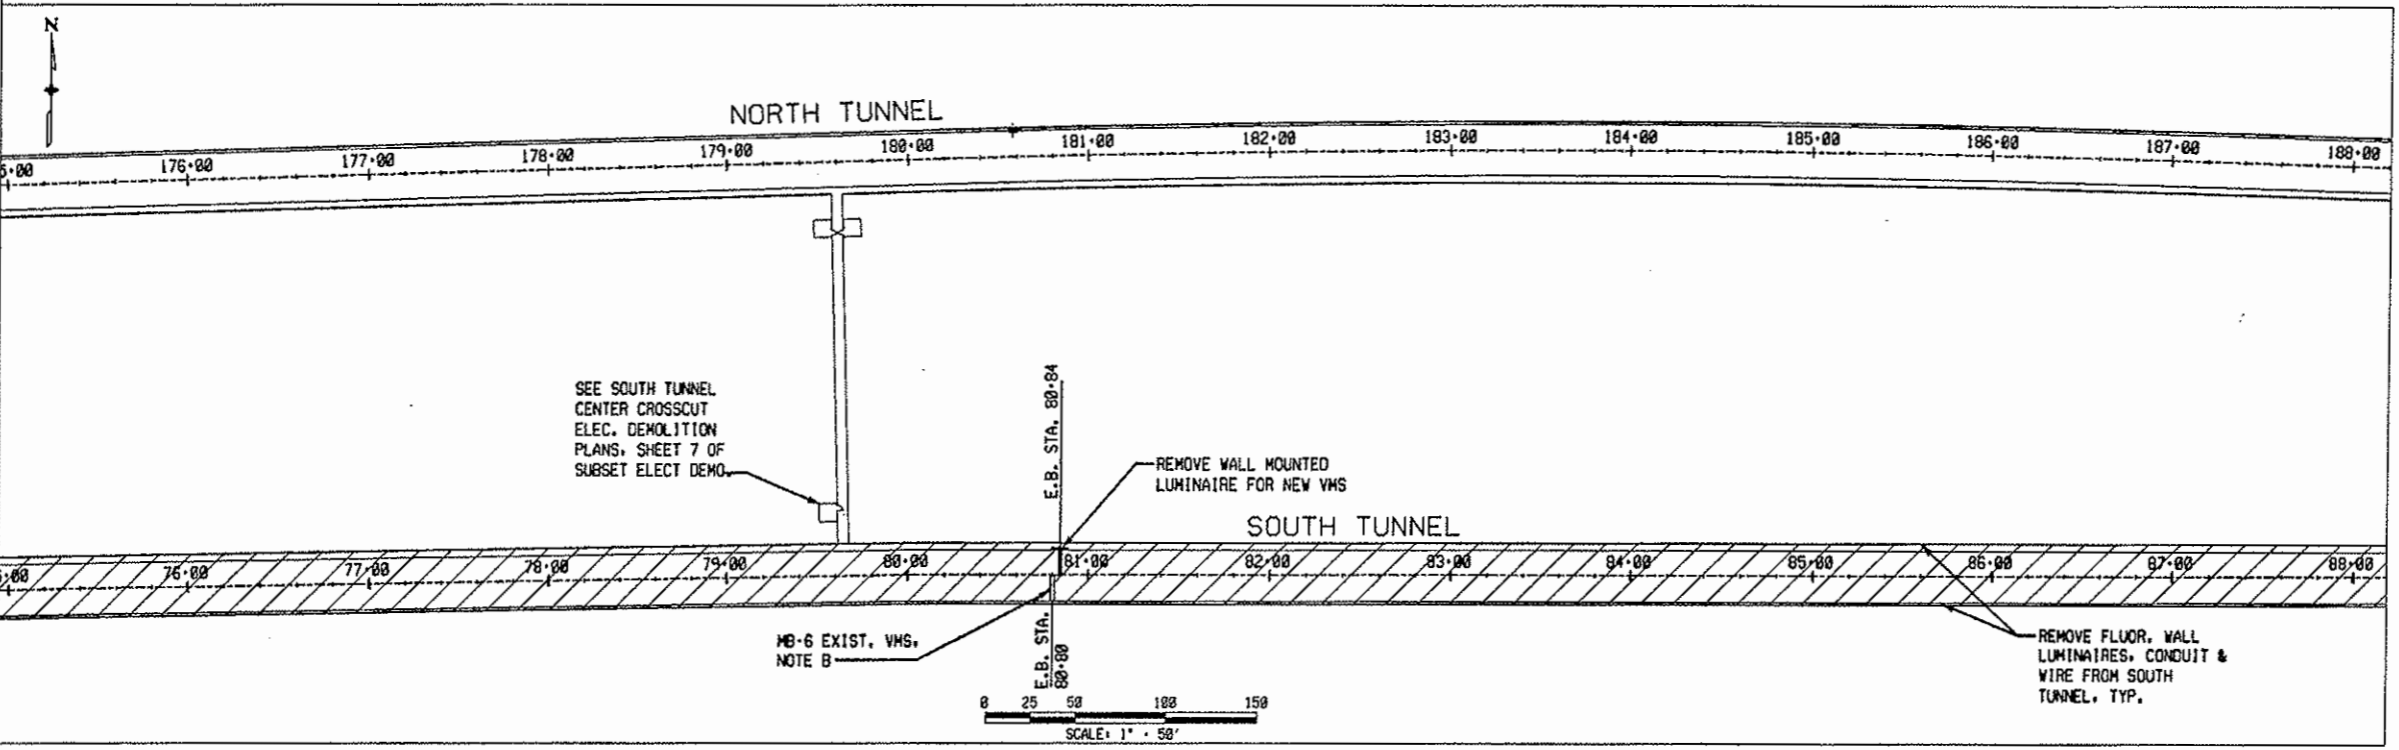 N
NORTH TUNNEL
176+00 177+00 178+00 179+00 180+00 181+00 182+00 183+00 184+00 185+00 186+00 187+00 188+00
SEE SOUTH TUNNEL
CENTER CROSSCUT
ELEC. DEMOLITION
PLANS, SHEET 7 OF
SUBSET ELECT DEMO.
E.B. STA. 80+84
REMOVE WALL MOUNTED
LUMINAIRE FOR NEW VMS
SOUTH TUNNEL
76+00 77+00 78+00 79+00 80+00 81+00 82+00 83+00 84+00 85+00 86+00 87+00 88+00
MB-6 EXIST. VMS,
NOTE B
E.B. STA.
80+80
REMOVE FLUOR. WALL
LUMINAIRES, CONDUIT &
WIRE FROM SOUTH
TUNNEL, TYP.
0 25 50 100 150
SCALE: 1" = 50'